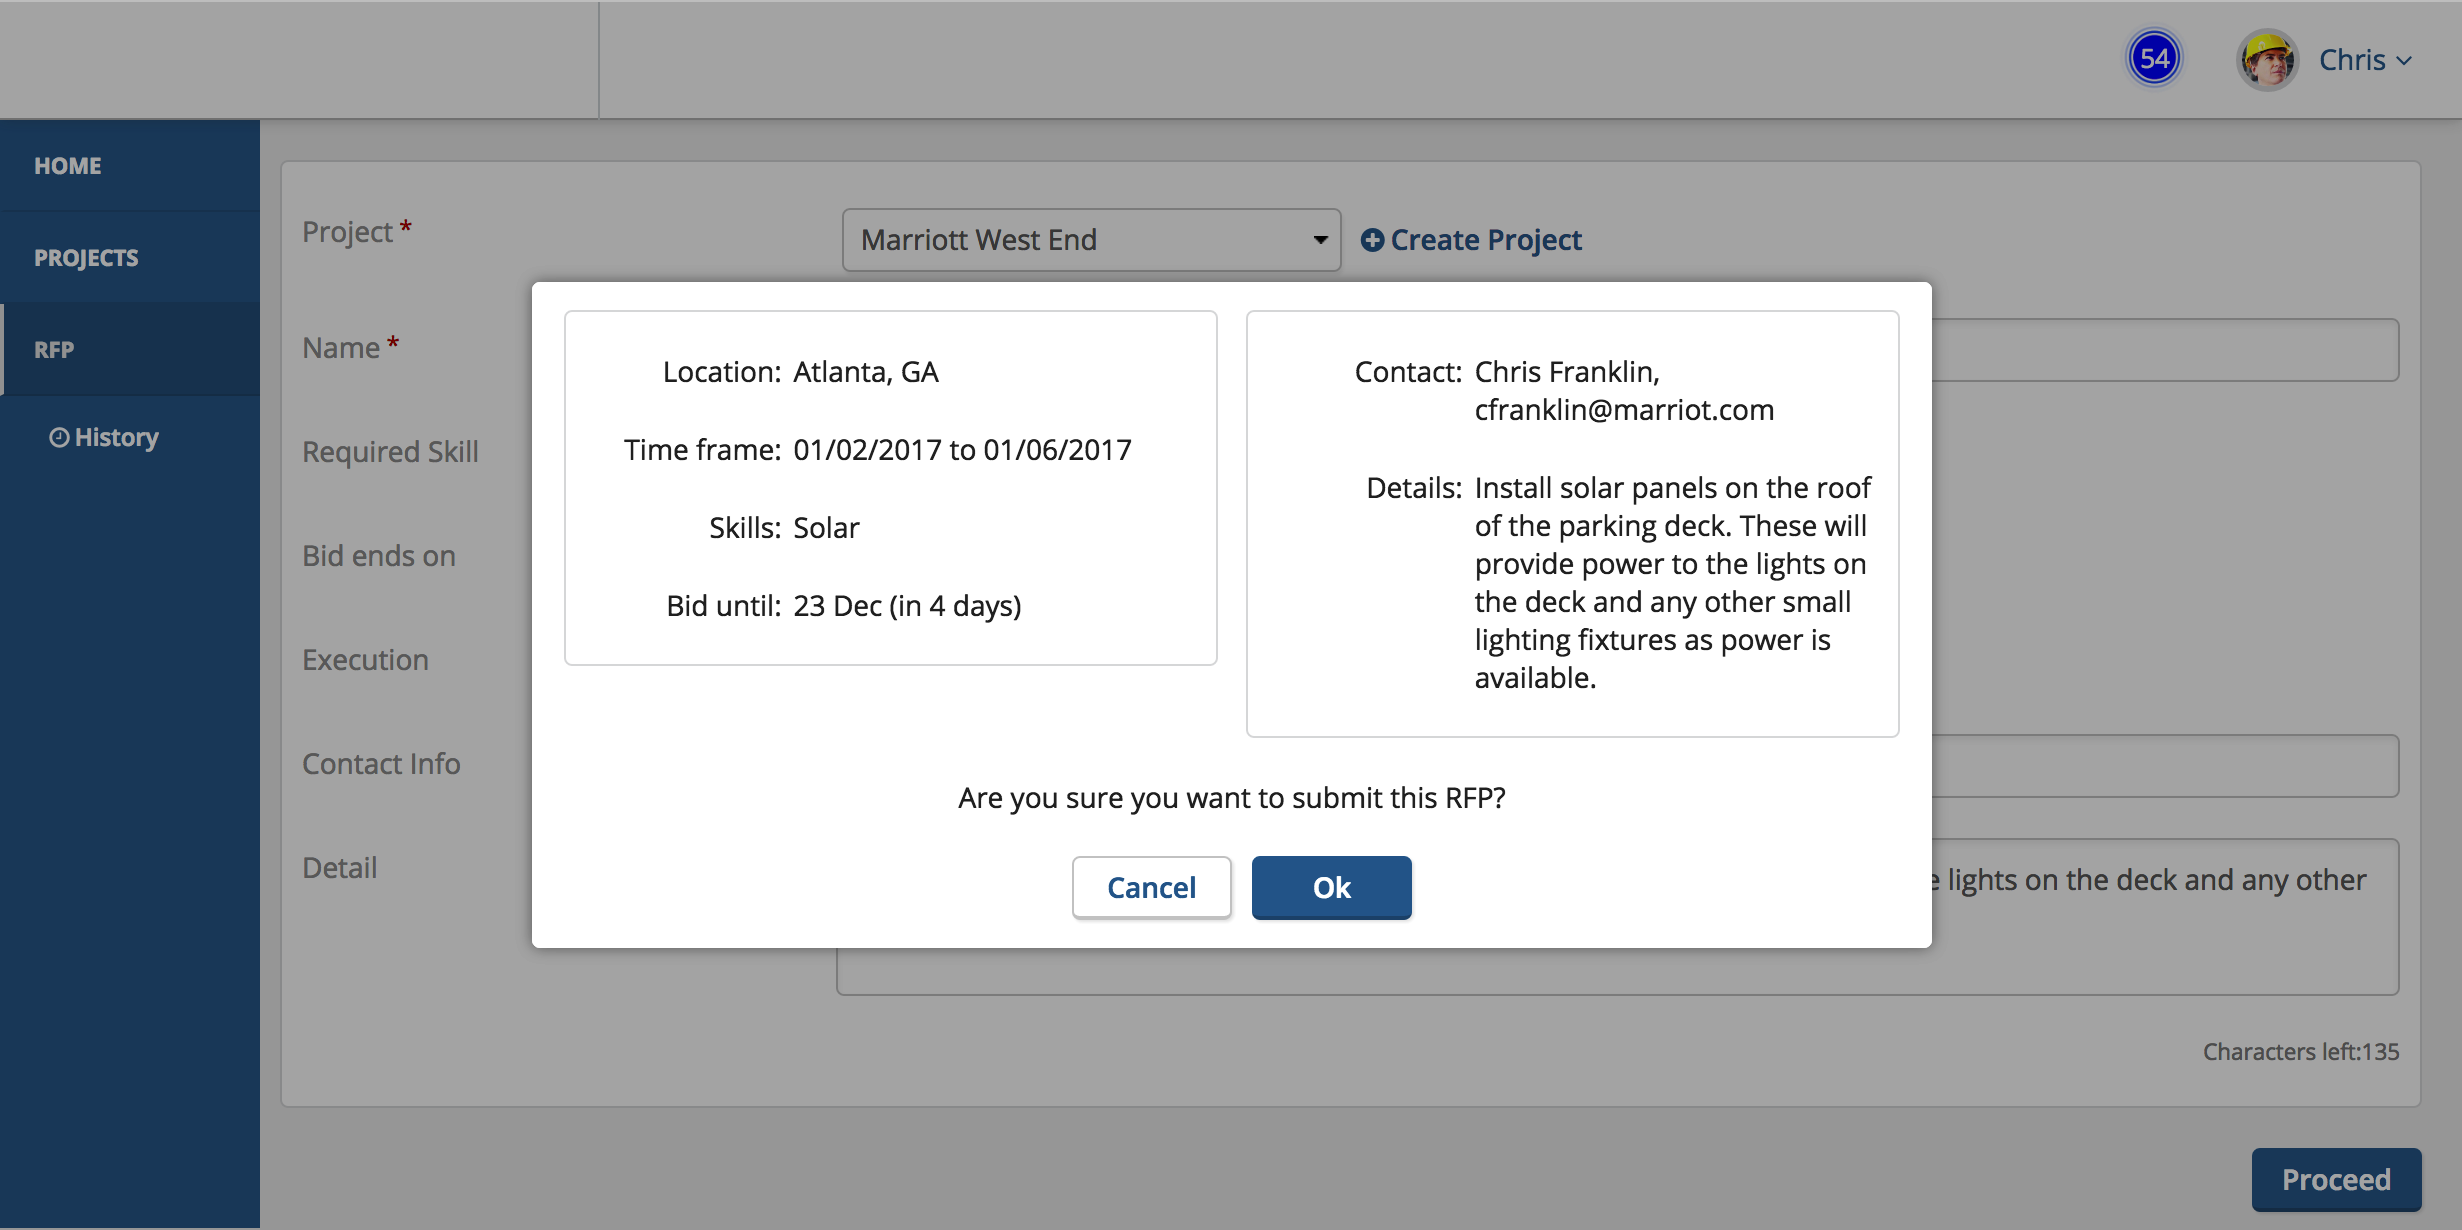 54
Chris
HOME
PROJECTS
RFP
History
Project *
Marriott West End
Create Project
Name *
Required Skill
Bid ends on
Execution
Contact Info
Detail
Location: Atlanta, GA
Time frame: 01/02/2017 to 01/06/2017
Skills: Solar
Bid until: 23 Dec (in 4 days)
Contact: Chris Franklin,
cfranklin@marriot.com
Details: Install solar panels on the roof
of the parking deck. These will
provide power to the lights on
the deck and any other small
lighting fixtures as power is
available.
Are you sure you want to submit this RFP?
Cancel
Ok
lights on the deck and any other
Characters left:135
Proceed